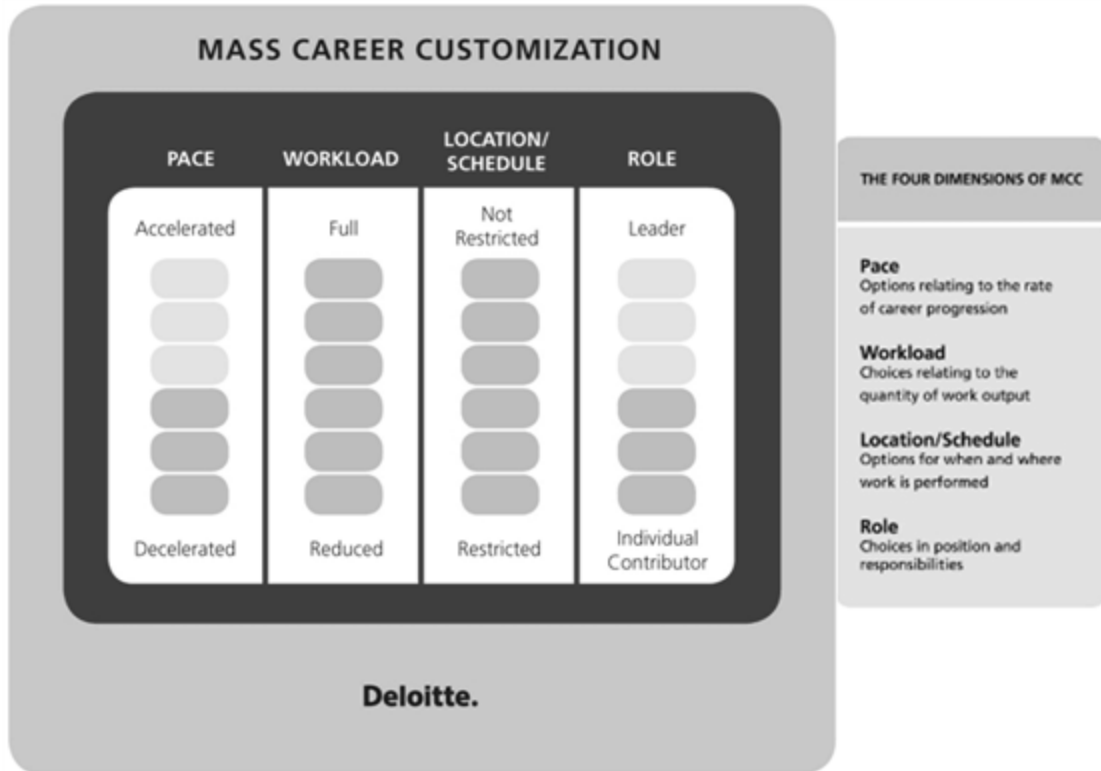 MASS CAREER CUSTOMIZATION
PACE
WORKLOAD
LOCATION/
SCHEDULE
ROLE
Accelerated
Full
Not
Restricted
Leader
Decelerated
Reduced
Restricted
Individual
Contributor
Deloitte.
THE FOUR DIMENSIONS OF MCC
Pace
Options relating to the rate
of career progression
Workload
Choices relating to the
quantity of work output
Location/Schedule
Options for when and where
work is performed
Role
Choices in position and
responsibilities